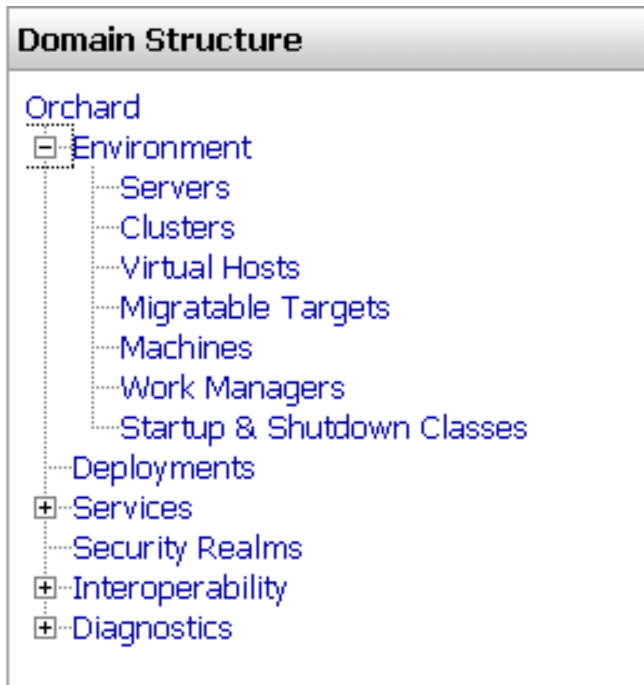 Domain Structure
Orchard
Environment
Servers
Clusters
Virtual Hosts
Migratable Targets
Machines
Work Managers
Startup & Shutdown Classes
Deployments
Services
Security Realms
Interoperability
Diagnostics